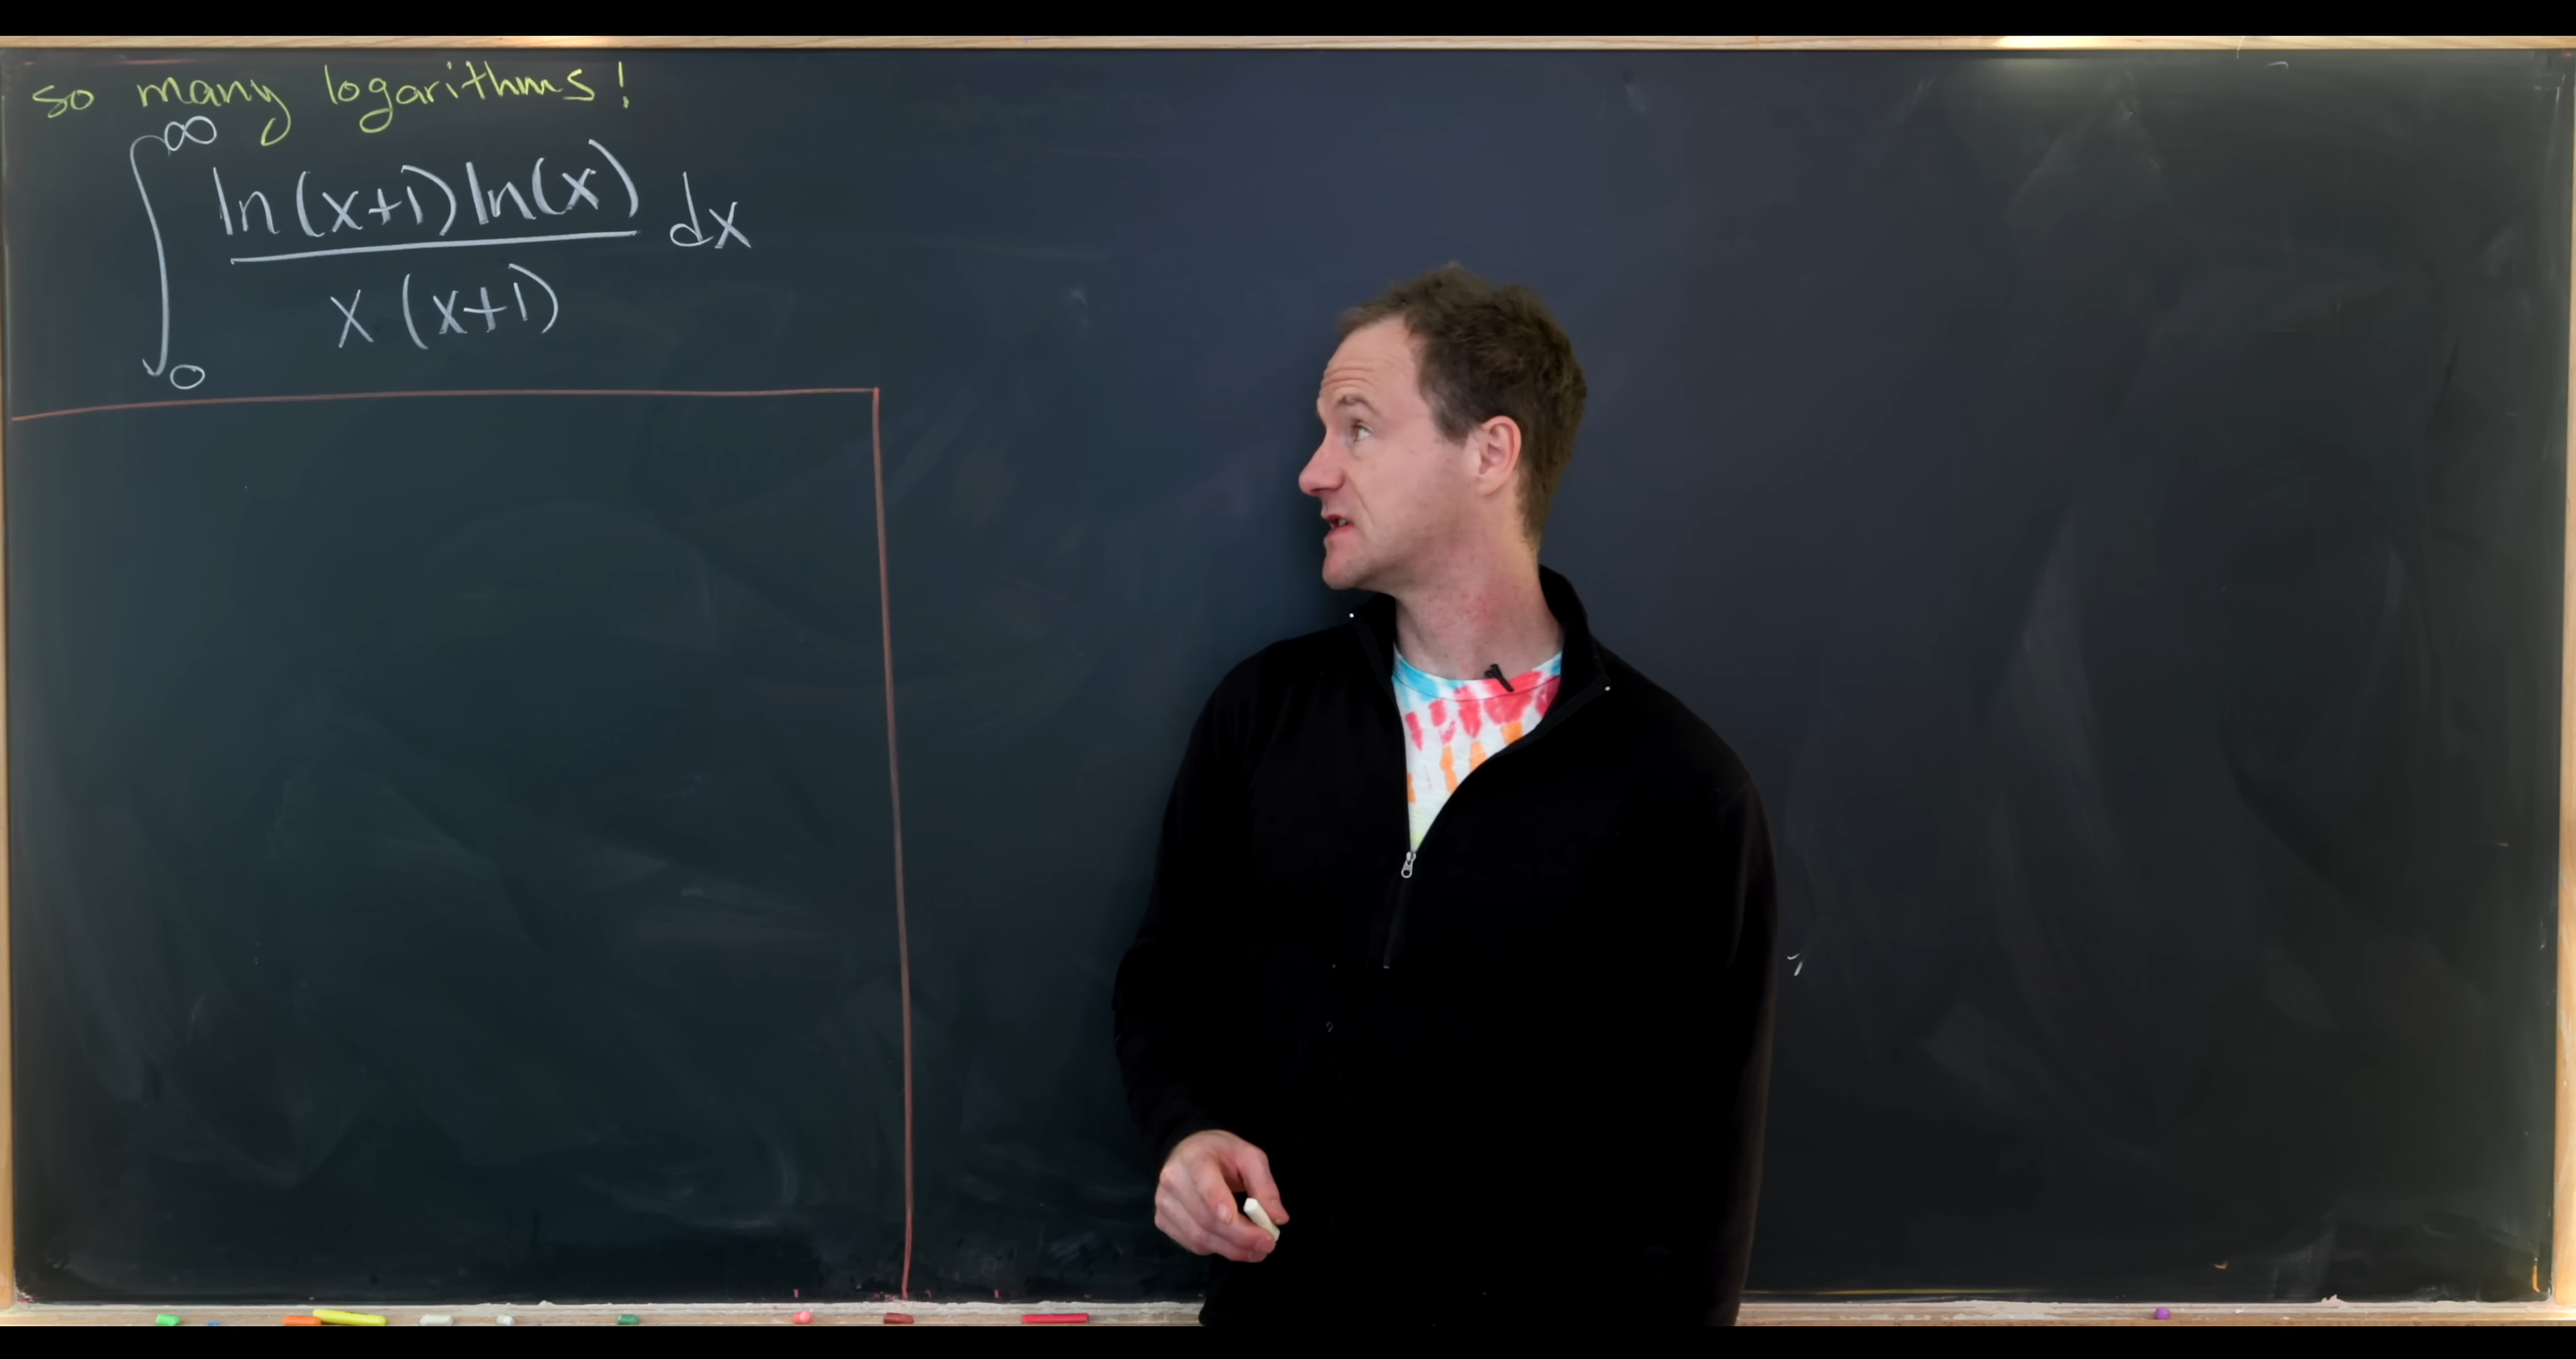 so many logarithms!
∫₀^∞ ln(x+1)ln(x) / x(x+1) dx